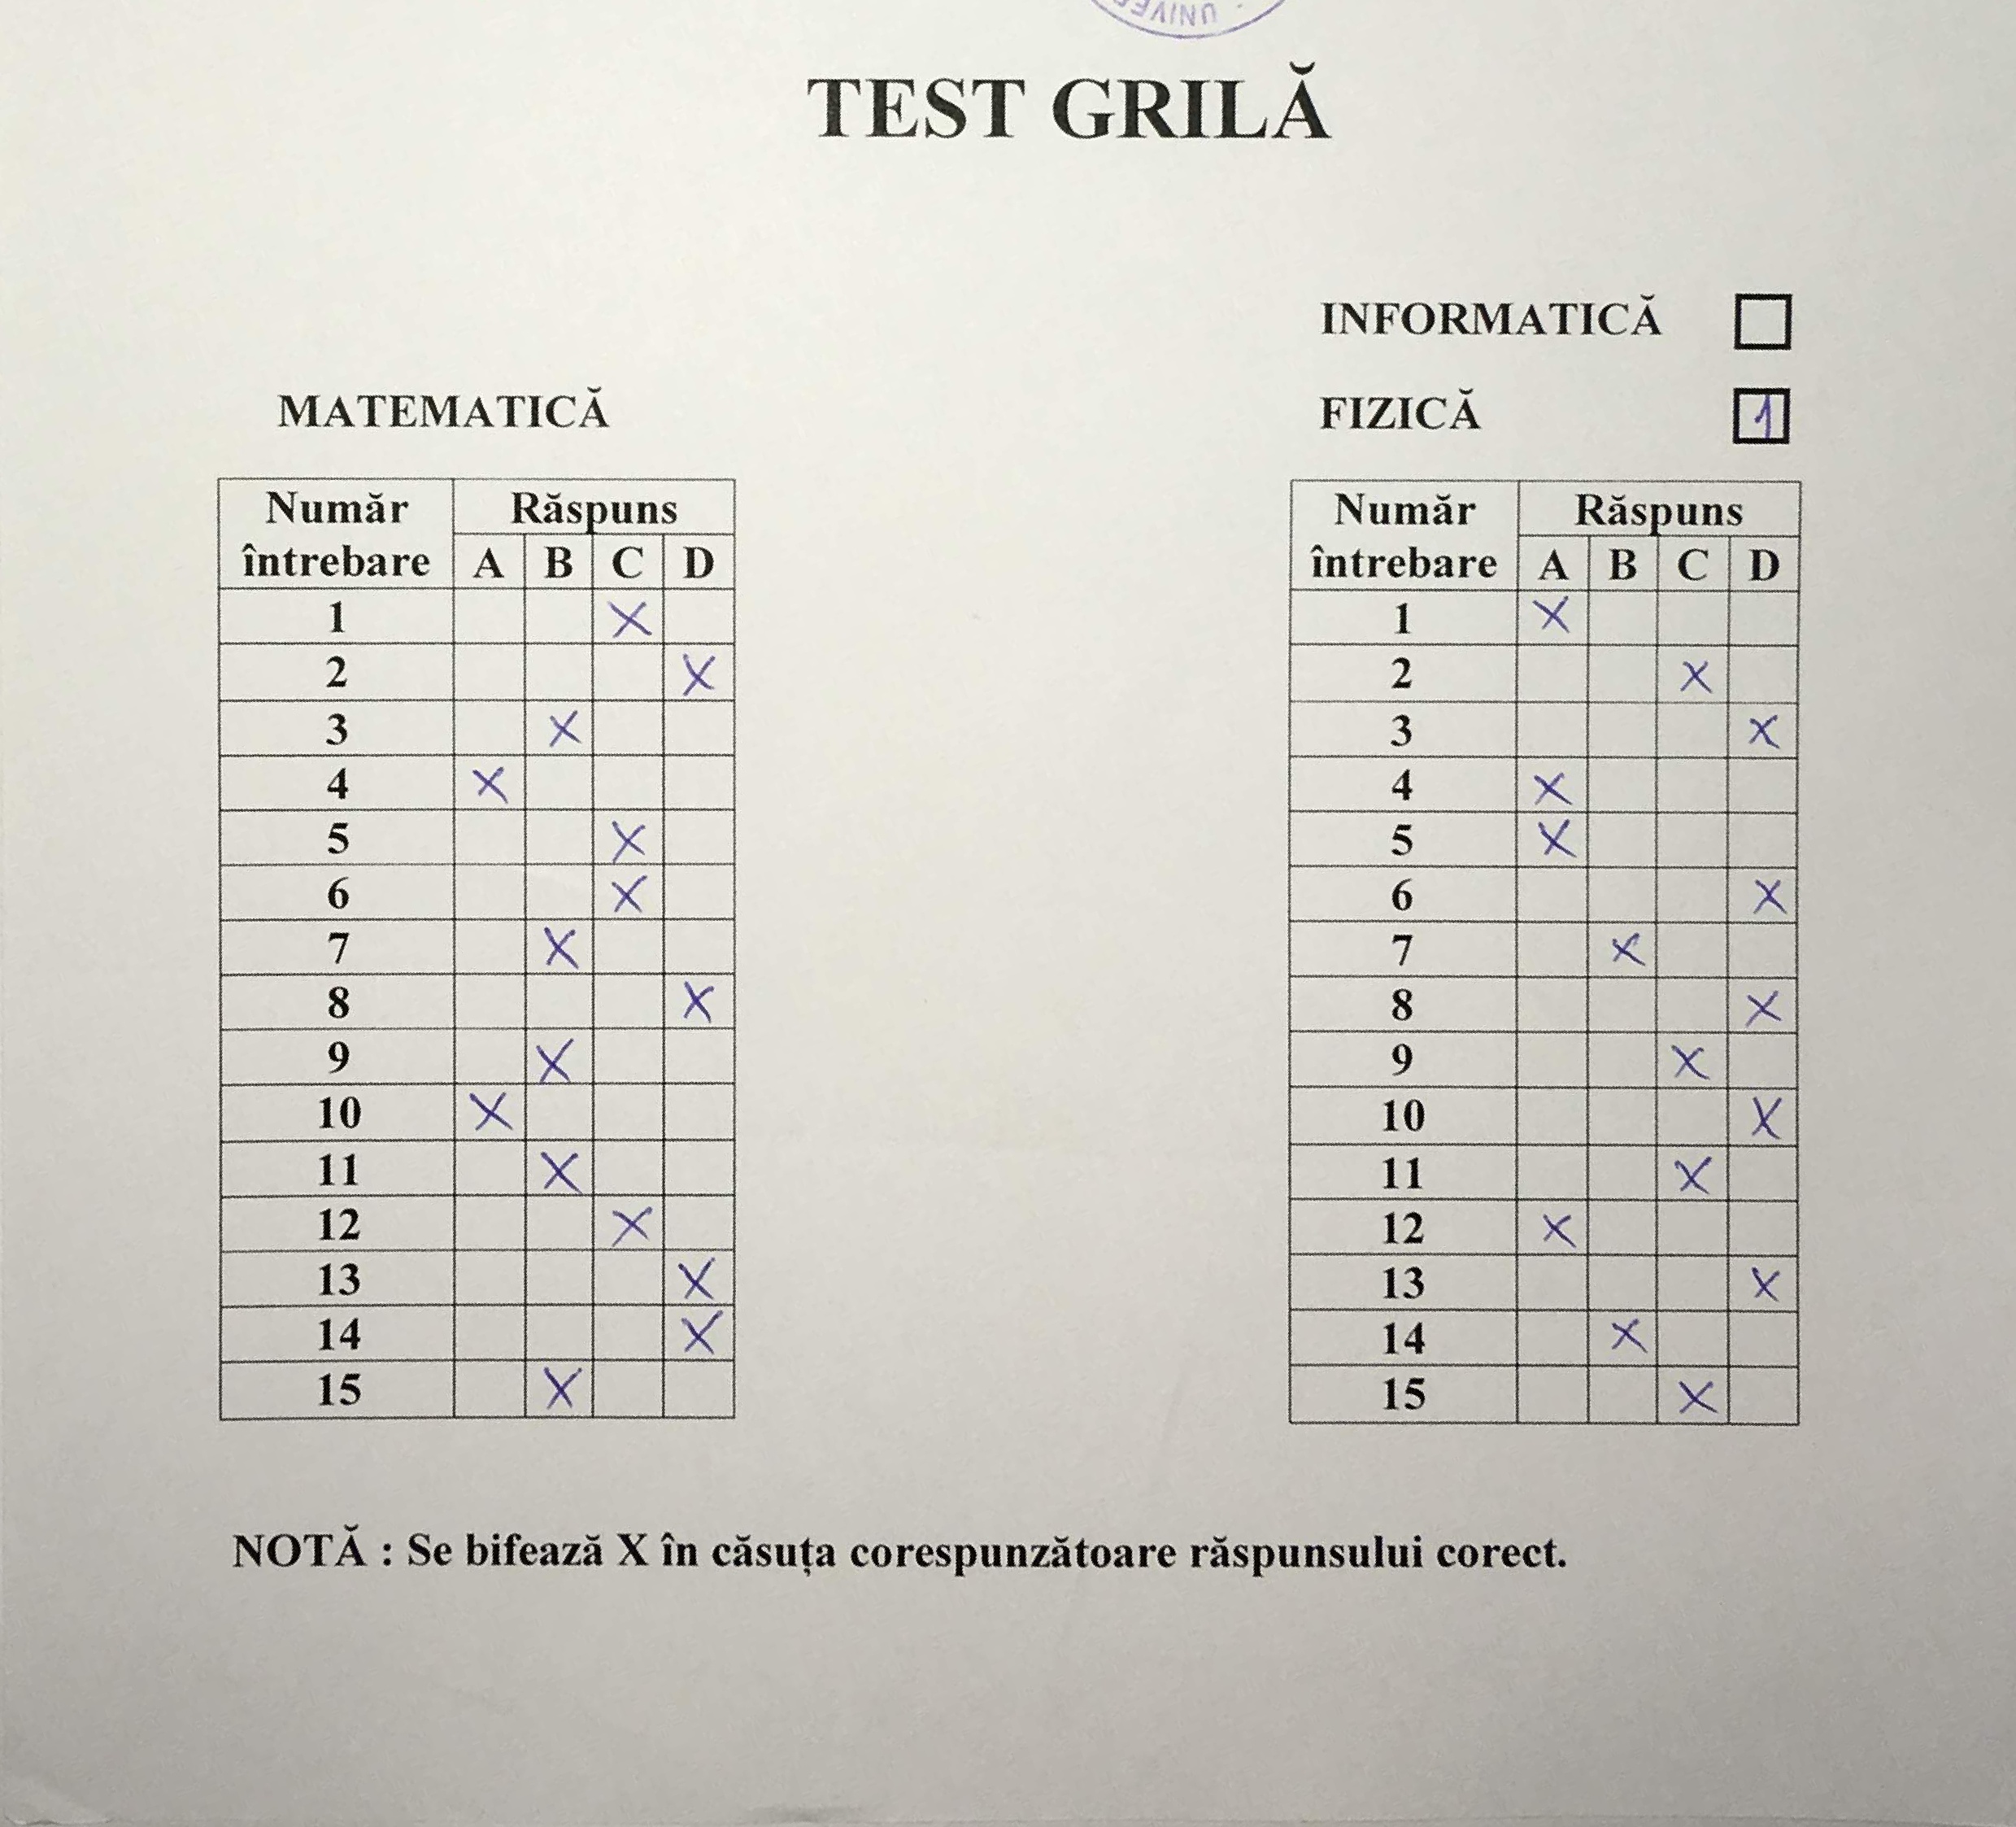 UNIVE
TEST GRILĂ
INFORMATICĂ
MATEMATICĂ
FIZICĂ 1
Număr întrebare Răspuns
A B C D
1 X
2 X
3 X
4 X
5 X
6 X
7 X
8 X
9 X
10 X
11 X
12 X
13 X
14 X
15 X
Număr întrebare Răspuns
A B C D
1 X
2 X
3 X
4 X
5 X
6 X
7 X
8 X
9 X
10 X
11 X
12 X
13 X
14 X
15 X
NOTĂ : Se bifează X în căsuța corespunzătoare răspunsului corect.